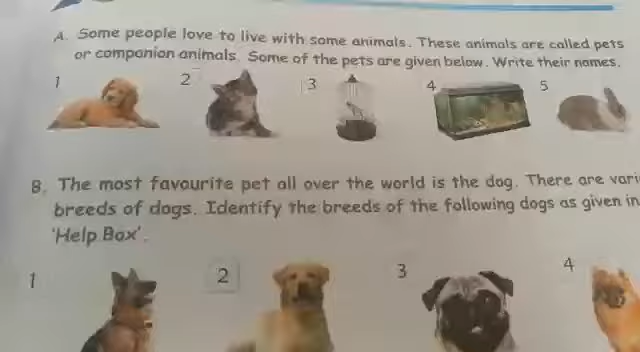 A. Some people love to live with some animals. These animals are called pets
or companion animals. Some of the pets are given below. Write their names.
1 2 3 4 5
B. The most favourite pet all over the world is the dog. There are vari
breeds of dogs. Identify the breeds of the following dogs as given in
'Help Box'.
1 2 3 4